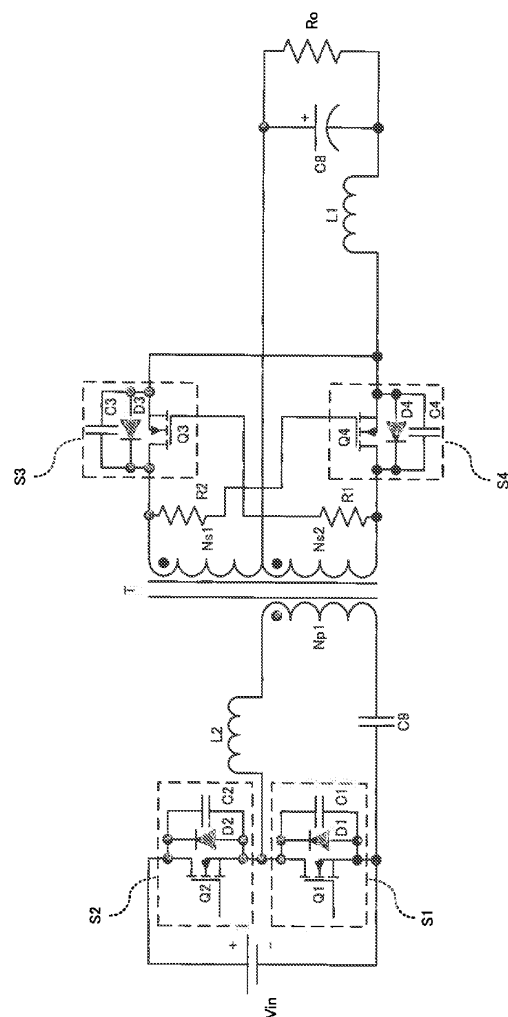 Ro
C8
+
L1
S3
C3
D3
Q3
Q4
D4
C4
S4
R2
R1
Ns1
Ns2
T
Np1
L2
C9
S2
C2
D2
Q2
C1
D1
Q1
S1
+
-
Vin